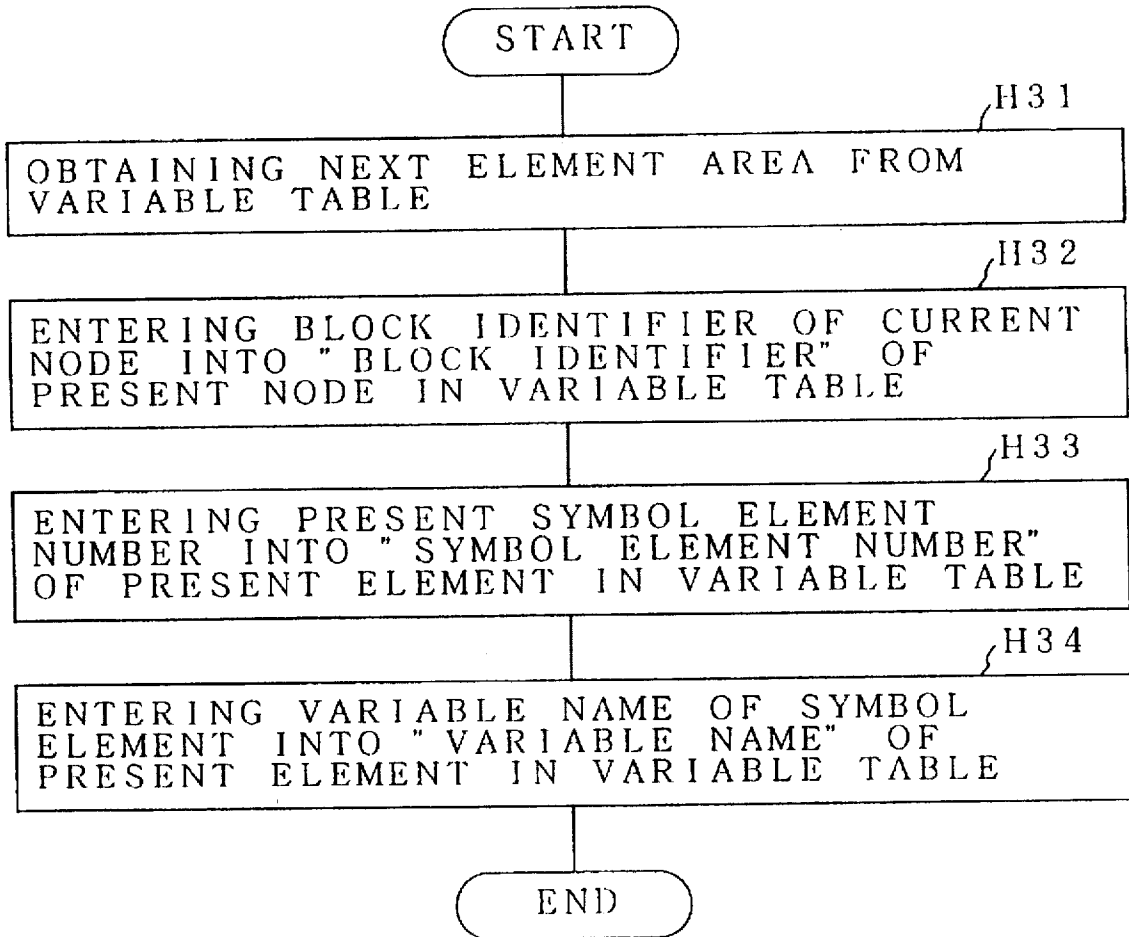 START
H31
OBTAINING NEXT ELEMENT AREA FROM
VARIABLE TABLE
H32
ENTERING BLOCK IDENTIFIER OF CURRENT
NODE INTO "BLOCK IDENTIFIER" OF
PRESENT NODE IN VARIABLE TABLE
H33
ENTERING PRESENT SYMBOL ELEMENT
NUMBER INTO "SYMBOL ELEMENT NUMBER"
OF PRESENT ELEMENT IN VARIABLE TABLE
H34
ENTERING VARIABLE NAME OF SYMBOL
ELEMENT INTO "VARIABLE NAME" OF
PRESENT ELEMENT IN VARIABLE TABLE
END